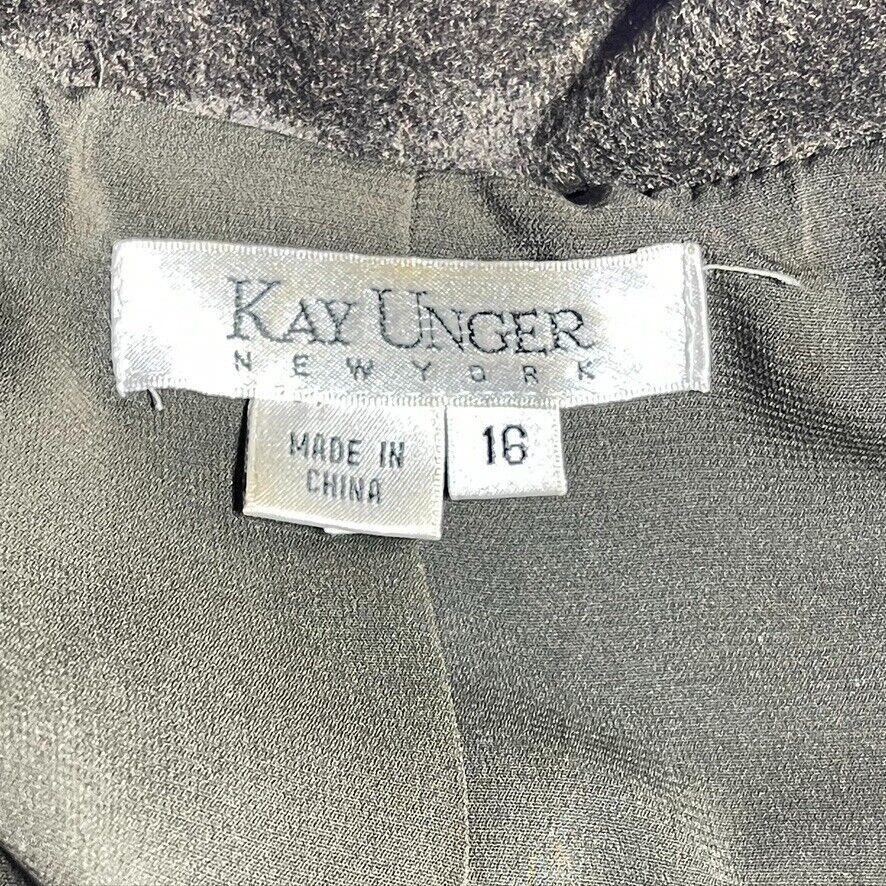 KAY UNGER
NEW YORK
MADE IN
CHINA
16